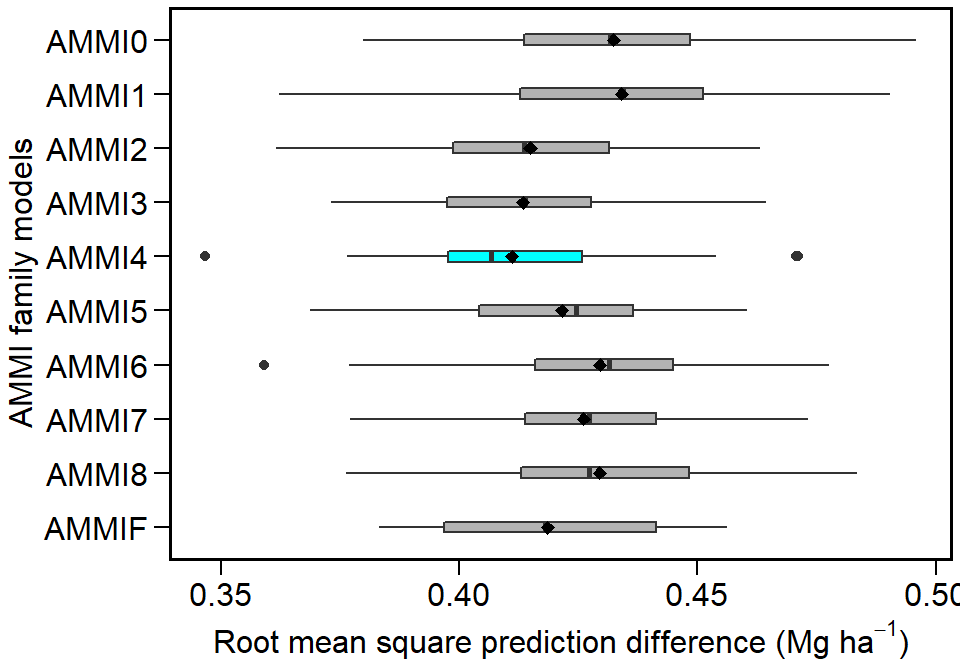 AMMI family models
AMMI0
AMMI1
AMMI2
AMMI3
AMMI4
AMMI5
AMMI6
AMMI7
AMMI8
AMMIF
0.35 0.40 0.45 0.50
Root mean square prediction difference (Mg ha⁻¹)